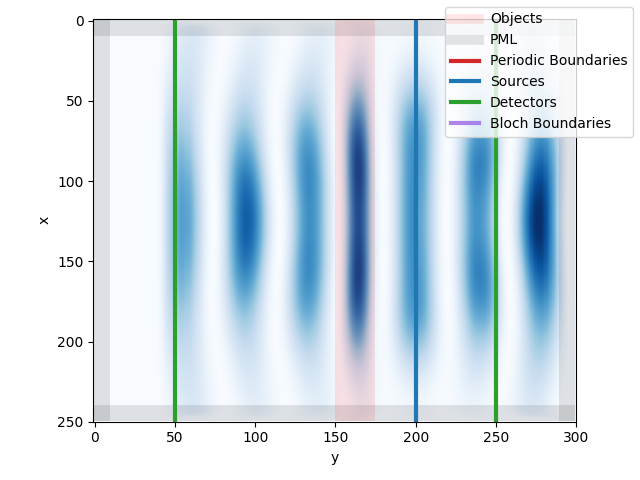 Objects
PML
Periodic Boundaries
Sources
Detectors
Bloch Boundaries
0
50
100
150
200
250
x
0 50 100 150 200 250 300
y